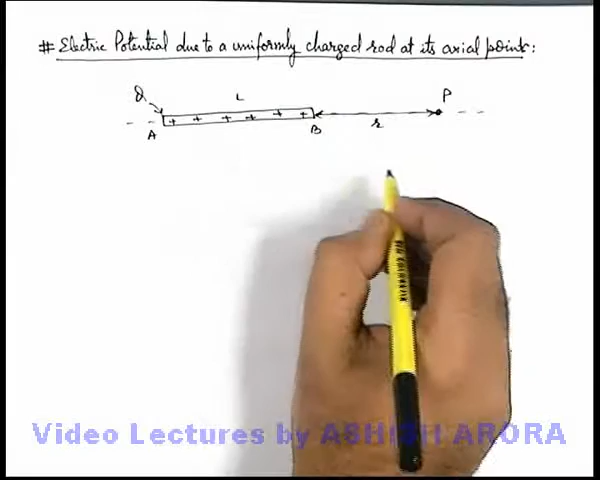 # Electric Potential due to a uniformly charged rod at its axial point:
Q L P
+ + + + + +
A B r
Video Lectures by ASHISH ARORA